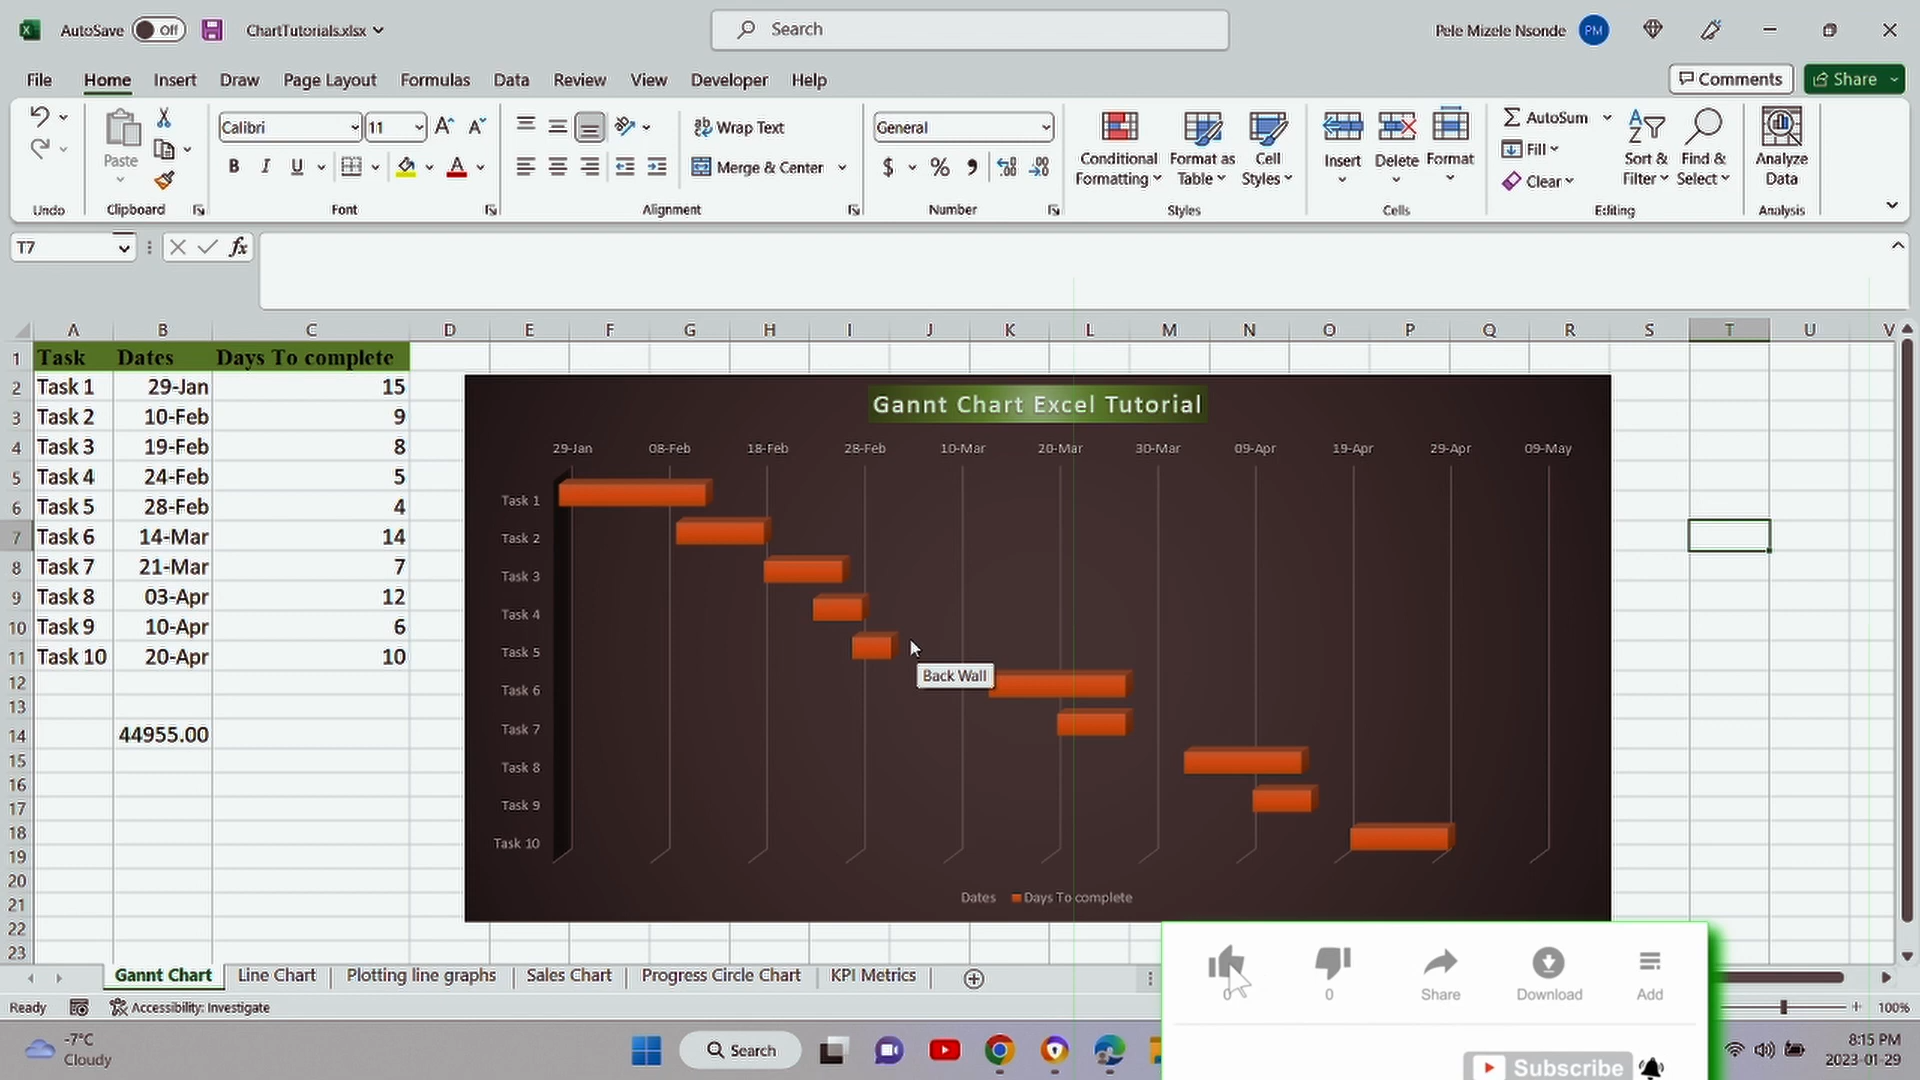 AutoSave Off ChartTutorials.xlsx Search Pele Mizele Nsonde PM
File Home Insert Draw Page Layout Formulas Data Review View Developer Help Comments Share
Calibri 11 Wrap Text General AutoSum
Paste Conditional Formatting Format as Table Cell Styles Insert Delete Format Fill Sort & Filter Find & Select Analyze Data
B I U Merge & Center $ % Clear
Undo Clipboard Font Alignment Number Styles Cells Editing Analysis
T7 fx
A B C D E F G H I J K L M N O P Q R S T U V
1 Task Dates Days To complete
2 Task 1 29-Jan 15
3 Task 2 10-Feb 9
4 Task 3 19-Feb 8
5 Task 4 24-Feb 5
6 Task 5 28-Feb 4
7 Task 6 14-Mar 14
8 Task 7 21-Mar 7
9 Task 8 03-Apr 12
10 Task 9 10-Apr 6
11 Task 10 20-Apr 10
12
13
14 44955.00
15
16
17
18
19
20
21
22
23
Gannt Chart Excel Tutorial
29-Jan 08-Feb 18-Feb 28-Feb 10-Mar 20-Mar 30-Mar 09-Apr 19-Apr 29-Apr 09-May
Task 1
Task 2
Task 3
Task 4
Task 5
Back Wall
Task 6
Task 7
Task 8
Task 9
Task 10
Dates Days To complete
0 0 Share Download Add
Subscribe
Gannt Chart Line Chart Plotting line graphs Sales Chart Progress Circle Chart KPI Metrics
Ready Accessibility: Investigate 100%
-7°C
Cloudy
Search
8:15 PM
2023-01-29